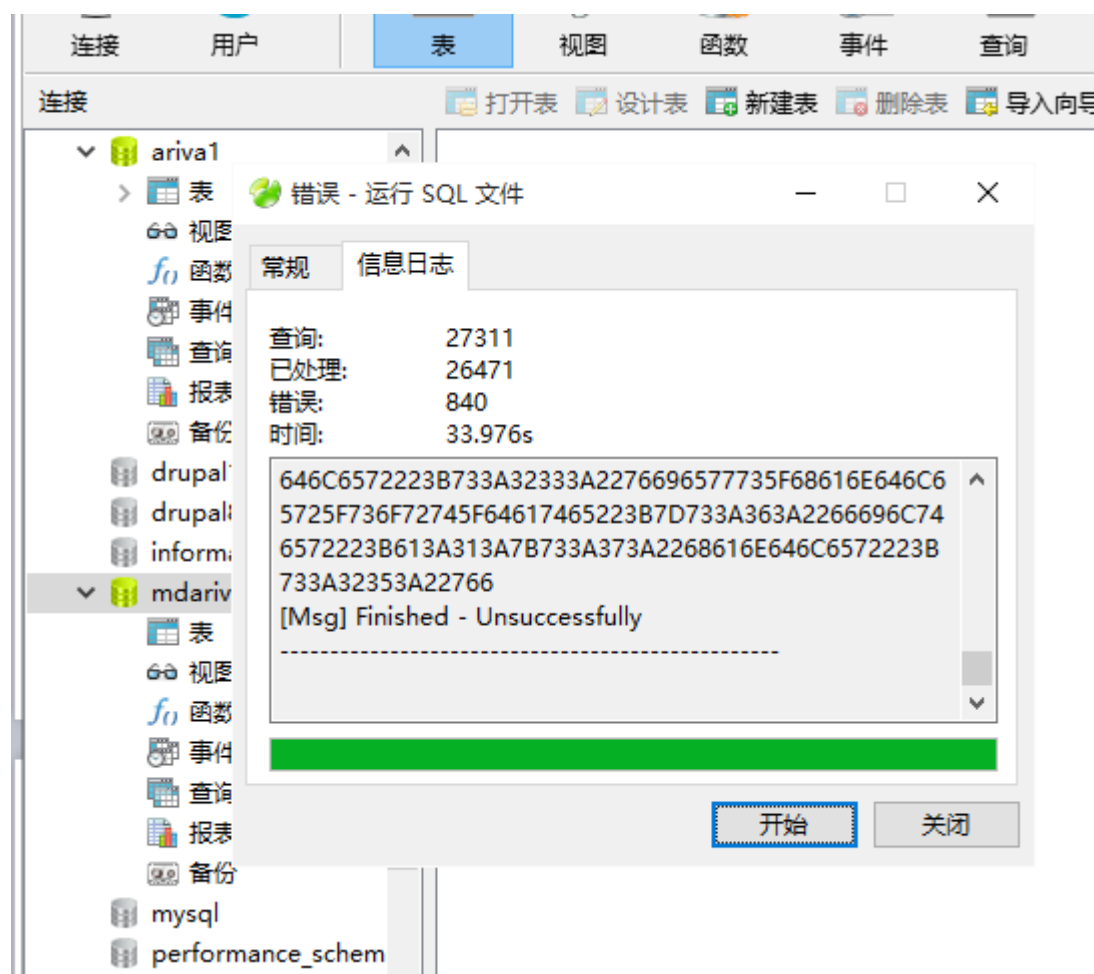 连接 用户 表 视图 函数 事件 查询
连接 打开表 设计表 新建表 删除表 导入向导
ariva1
表
视图
函数
事件
查询
报表
备份
drupal
drupal
informa
mdariv
表
视图
函数
事件
查询
报表
备份
mysql
performance_schem
错误 - 运行 SQL 文件
常规 信息日志
查询: 27311
已处理: 26471
错误: 840
时间: 33.976s
646C6572223B733A32333A2276696577735F68616E646C6
5725F736F72745F64617465223B7D733A363A2266696C74
6572223B613A313A7B733A373A2268616E646C6572223B
733A32353A22766
[Msg] Finished - Unsuccessfully
--------------------------------------------------
开始 关闭